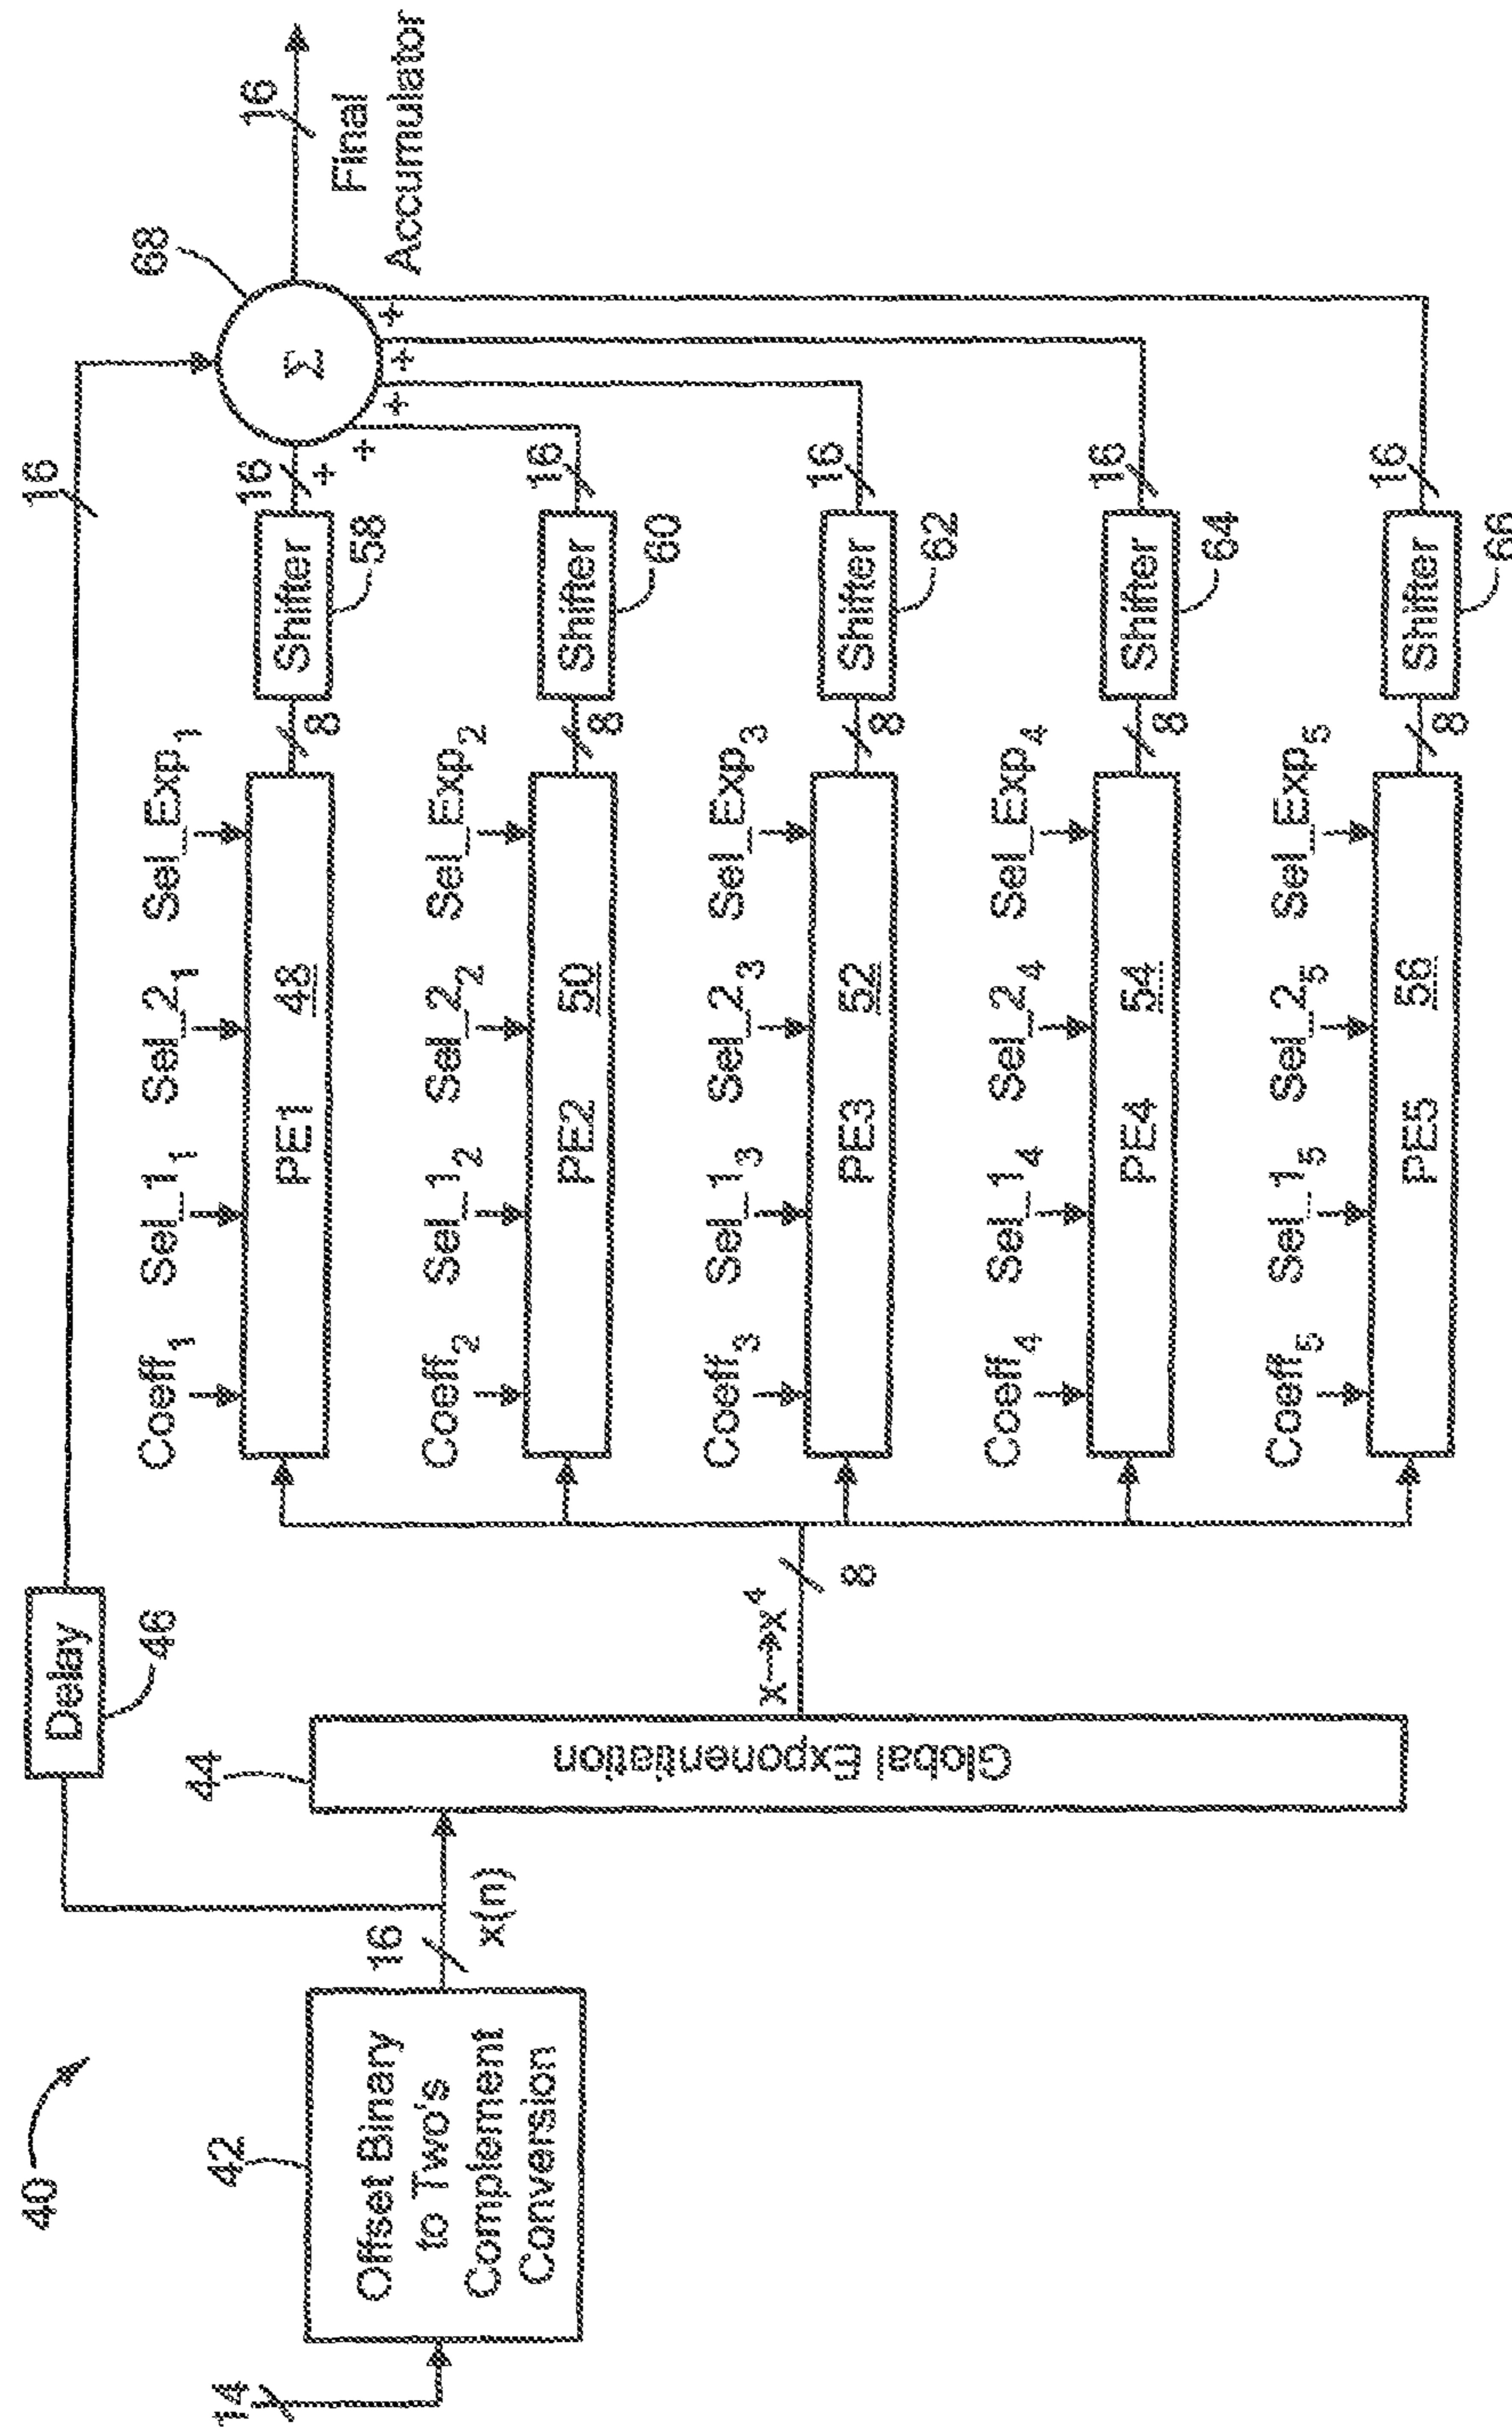 40
14
Offset Binary
to Two's
Complement
Conversion
42
16
x(n)
Delay
46
Global Exponentiation
44
x→x⁴
8
16
Coeff₁
Sel_1₁
Sel_2₁
Sel_Exp₁
PE1 48
8
Shifter
58
16
+
Coeff₂
Sel_1₂
Sel_2₂
Sel_Exp₂
PE2 50
8
Shifter
60
16
+
Coeff₃
Sel_1₃
Sel_2₃
Sel_Exp₃
PE3 52
8
Shifter
62
16
+
Coeff₄
Sel_1₄
Sel_2₄
Sel_Exp₄
PE4 54
8
Shifter
64
16
+
Coeff₅
Sel_1₅
Sel_2₅
Sel_Exp₅
PE5 56
8
Shifter
66
16
+
Σ
68
16
Final
Accumulator